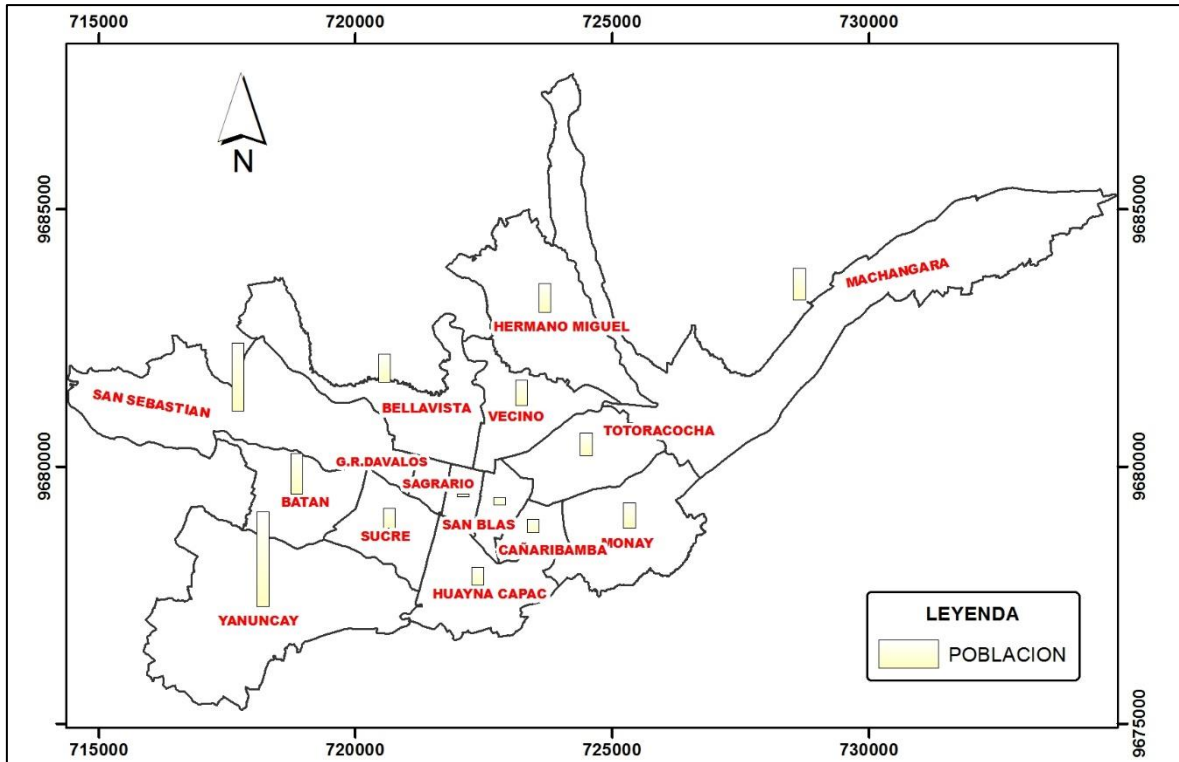 715000
720000
725000
730000
N
9685000
9685000
MACHANGARA
HERMANO MIGUEL
SAN SEBASTIAN
BELLAVISTA
VECINO
TOTORACOCHA
9680000
9680000
G.R.DAVALOS
SAGRARIO
BATAN
SUCRE
SAN BLAS
CAÑARIBAMBA
MONAY
HUAYNA CAPAC
YANUNCAY
LEYENDA
POBLACION
9675000
715000
720000
725000
730000